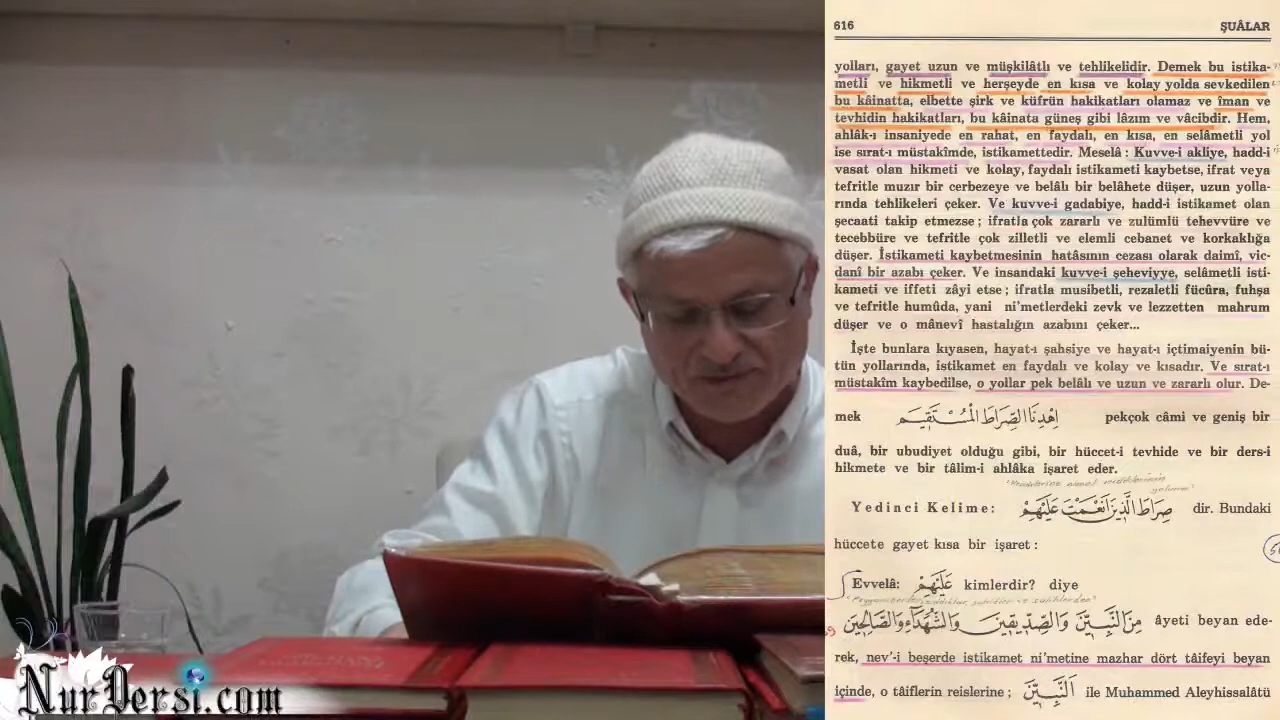 616
ŞUÂLAR
yolları, gayet uzun ve müşkilâtlı ve tehlikelidir. Demek bu istika-
metli ve hikmetli ve herşeyde en kısa ve kolay yolda sevkedilen
bu kâinatta, elbette şirk ve küfrün hakikatları olamaz ve îman ve
tevhidin hakikatları, bu kâinata güneş gibi lâzım ve vâcibdir. Hem,
ahlâk-ı insaniyede en rahat, en faydalı, en kısa, en selâmetli yol
ise sırat-ı müstakîmde, istikamettedir. Meselâ: Kuvve-i akliye, hadd-i
vasat olan hikmeti ve kolay, faydalı istikameti kaybetse, ifrat veya
tefritle muzır bir cerbezeye ve belâlı bir belâhete düşer, uzun yolla-
rında tehlikeleri çeker. Ve kuvve-i gadabiye, hadd-i istikamet olan
şecaati takip etmezse; ifratla çok zararlı ve zulümlü tehevvüre ve
tecebbüre ve tefritle çok zilletli ve elemli cebanet ve korkaklığa
düşer. İstikameti kaybetmesinin hatâsının cezası olarak daimî, vic-
danî bir azabı çeker. Ve insandaki kuvve-i şeheviyye, selâmetli isti-
kameti ve iffeti zâyi etse; ifratla musibetli, rezaletli fücûra, fuhşa
ve tefritle humûda, yani ni'metlerdeki zevk ve lezzetten mahrum
düşer ve o mânevî hastalığın azabını çeker...
İşte bunlara kıyasen, hayat-ı şahsiye ve hayat-ı içtimaiyenin bü-
tün yollarında, istikamet en faydalı ve kolay ve kısadır. Ve sırat-ı
müstakîm kaybedilse, o yollar pek belâlı ve uzun ve zararlı olur. De-
mek اِهْدِنَا الصِّرَاطَ الْمُسْتَقِيمَ pekçok câmi ve geniş bir
duâ, bir ubudiyet olduğu gibi, bir hüccet-i tevhide ve bir ders-i
hikmete ve bir tâlim-i ahlâka işaret eder.
Yedinci Kelime: صِرَاطَ الَّذِينَ اَنْعَمْتَ عَلَيْهِمْ dir. Bundaki
hüccete gayet kısa bir işaret:
Evvelâ: عَلَيْهِمْ kimlerdir? diye
مِنَ النَّبِيّنَ وَالصِّدِّيقِينَ وَالشُّهَدَاءِ وَالصَّالِحِينَ âyeti beyan ede-
rek, nev'-i beşerde istikamet ni'metine mazhar dört tâifeyi beyan
içinde, o tâiflerin reislerine; اَلنَّبِيّنَ ile Muhammed Aleyhissalâtü
NurDersi.com